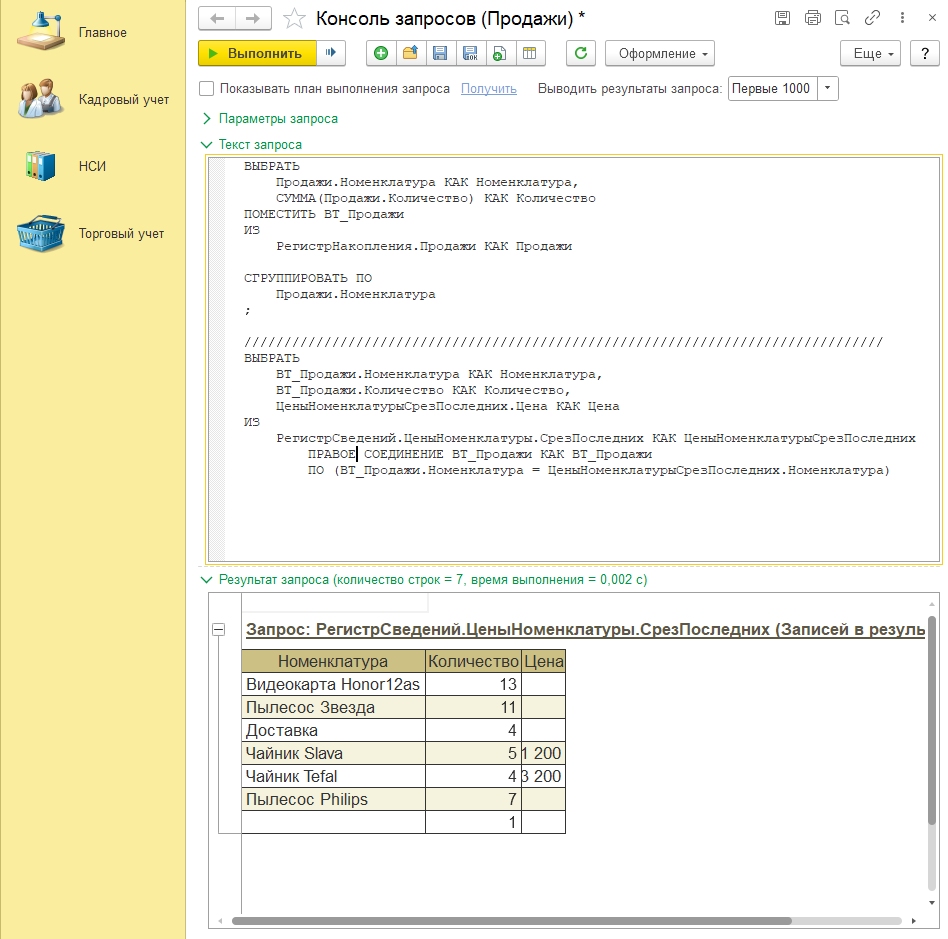 Главное
Кадровый учет
НСИ
Торговый учет
Консоль запросов (Продажи) *
Выполнить
Оформление
Еще
?
Показывать план выполнения запроса Получить Выводить результаты запроса: Первые 1000
Параметры запроса
Текст запроса
ВЫБРАТЬ
Продажи.Номенклатура КАК Номенклатура,
СУММА(Продажи.Количество) КАК Количество
ПОМЕСТИТЬ ВТ_Продажи
ИЗ
РегистрНакопления.Продажи КАК Продажи
СГРУППИРОВАТЬ ПО
Продажи.Номенклатура
;
////////////////////////////////////////////////////////////////////////////////
ВЫБРАТЬ
ВТ_Продажи.Номенклатура КАК Номенклатура,
ВТ_Продажи.Количество КАК Количество,
ЦеныНоменклатурыСрезПоследних.Цена КАК Цена
ИЗ
РегистрСведений.ЦеныНоменклатуры.СрезПоследних КАК ЦеныНоменклатурыСрезПоследних
ПРАВОЕ СОЕДИНЕНИЕ ВТ_Продажи КАК ВТ_Продажи
ПО (ВТ_Продажи.Номенклатура = ЦеныНоменклатурыСрезПоследних.Номенклатура)
Результат запроса (количество строк = 7, время выполнения = 0,002 с)
Запрос: РегистрСведений.ЦеныНоменклатуры.СрезПоследних (Записей в резуль
Номенклатура Количество Цена
Видеокарта Honor12as 13
Пылесос Звезда 11
Доставка 4
Чайник Slava 5 1 200
Чайник Tefal 4 3 200
Пылесос Philips 7
1